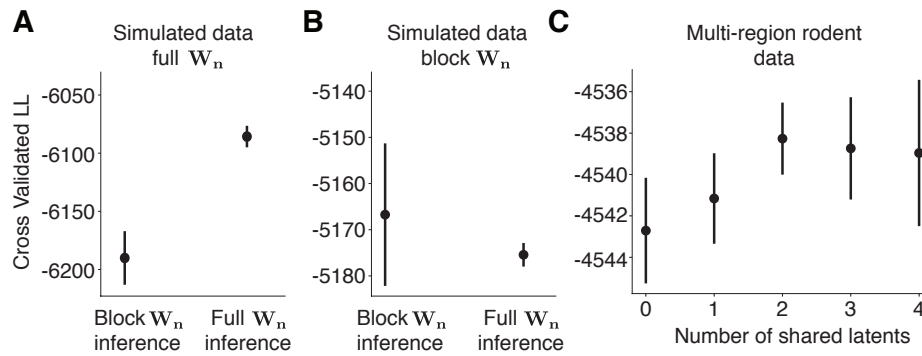 A
Simulated data
full Wn
Cross Validated LL
-6050
-6100
-6150
-6200
Block Wn
inference
Full Wn
inference
B
Simulated data
block Wn
-5140
-5150
-5160
-5170
-5180
Block Wn
inference
Full Wn
inference
C
Multi-region rodent
data
-4536
-4538
-4540
-4542
-4544
0 1 2 3 4
Number of shared latents